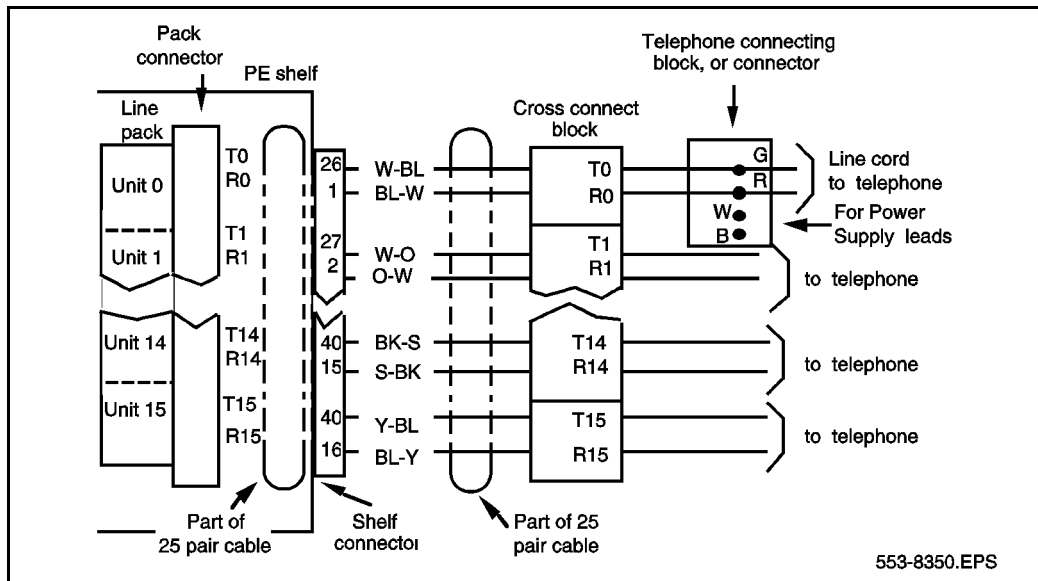 Pack
connector
PE shelf
Telephone connecting
block, or connector
Line
pack
Cross connect
block
T0
R0
26
1
W-BL
BL-W
T0
R0
G
R
W
B
Line cord
to telephone
For Power
Supply leads
Unit 0
Unit 1
T1
R1
27
2
W-O
O-W
T1
R1
to telephone
Unit 14
T14
R14
40
15
BK-S
S-BK
T14
R14
to telephone
Unit 15
T15
R15
40
16
Y-BL
BL-Y
T15
R15
to telephone
Part of
25 pair cable
Shelf
connector
Part of 25
pair cable
553-8350.EPS